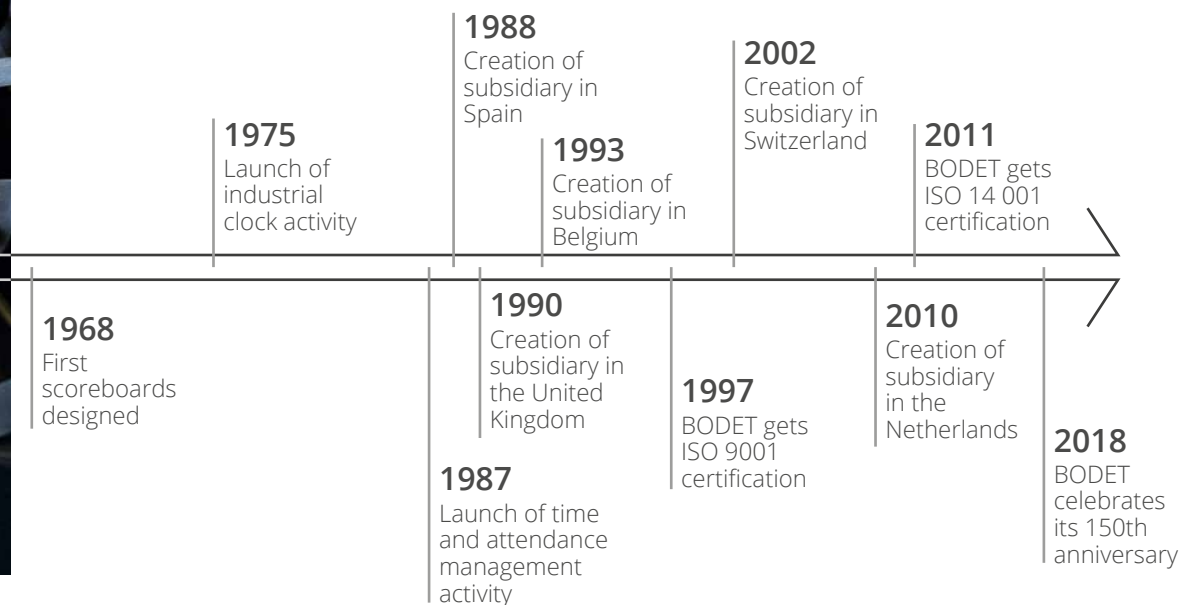 1988
Creation of
subsidiary in
Spain
2002
Creation of
subsidiary in
Switzerland
1975
Launch of
industrial
clock activity
1993
Creation of
subsidiary in
Belgium
2011
BODET gets
ISO 14 001
certification
1968
First
scoreboards
designed
1990
Creation of
subsidiary in
the United
Kingdom
2010
Creation of
subsidiary
in the
Netherlands
1997
BODET gets
ISO 9001
certification
1987
Launch of time
and attendance
management
activity
2018
BODET
celebrates
its 150th
anniversary